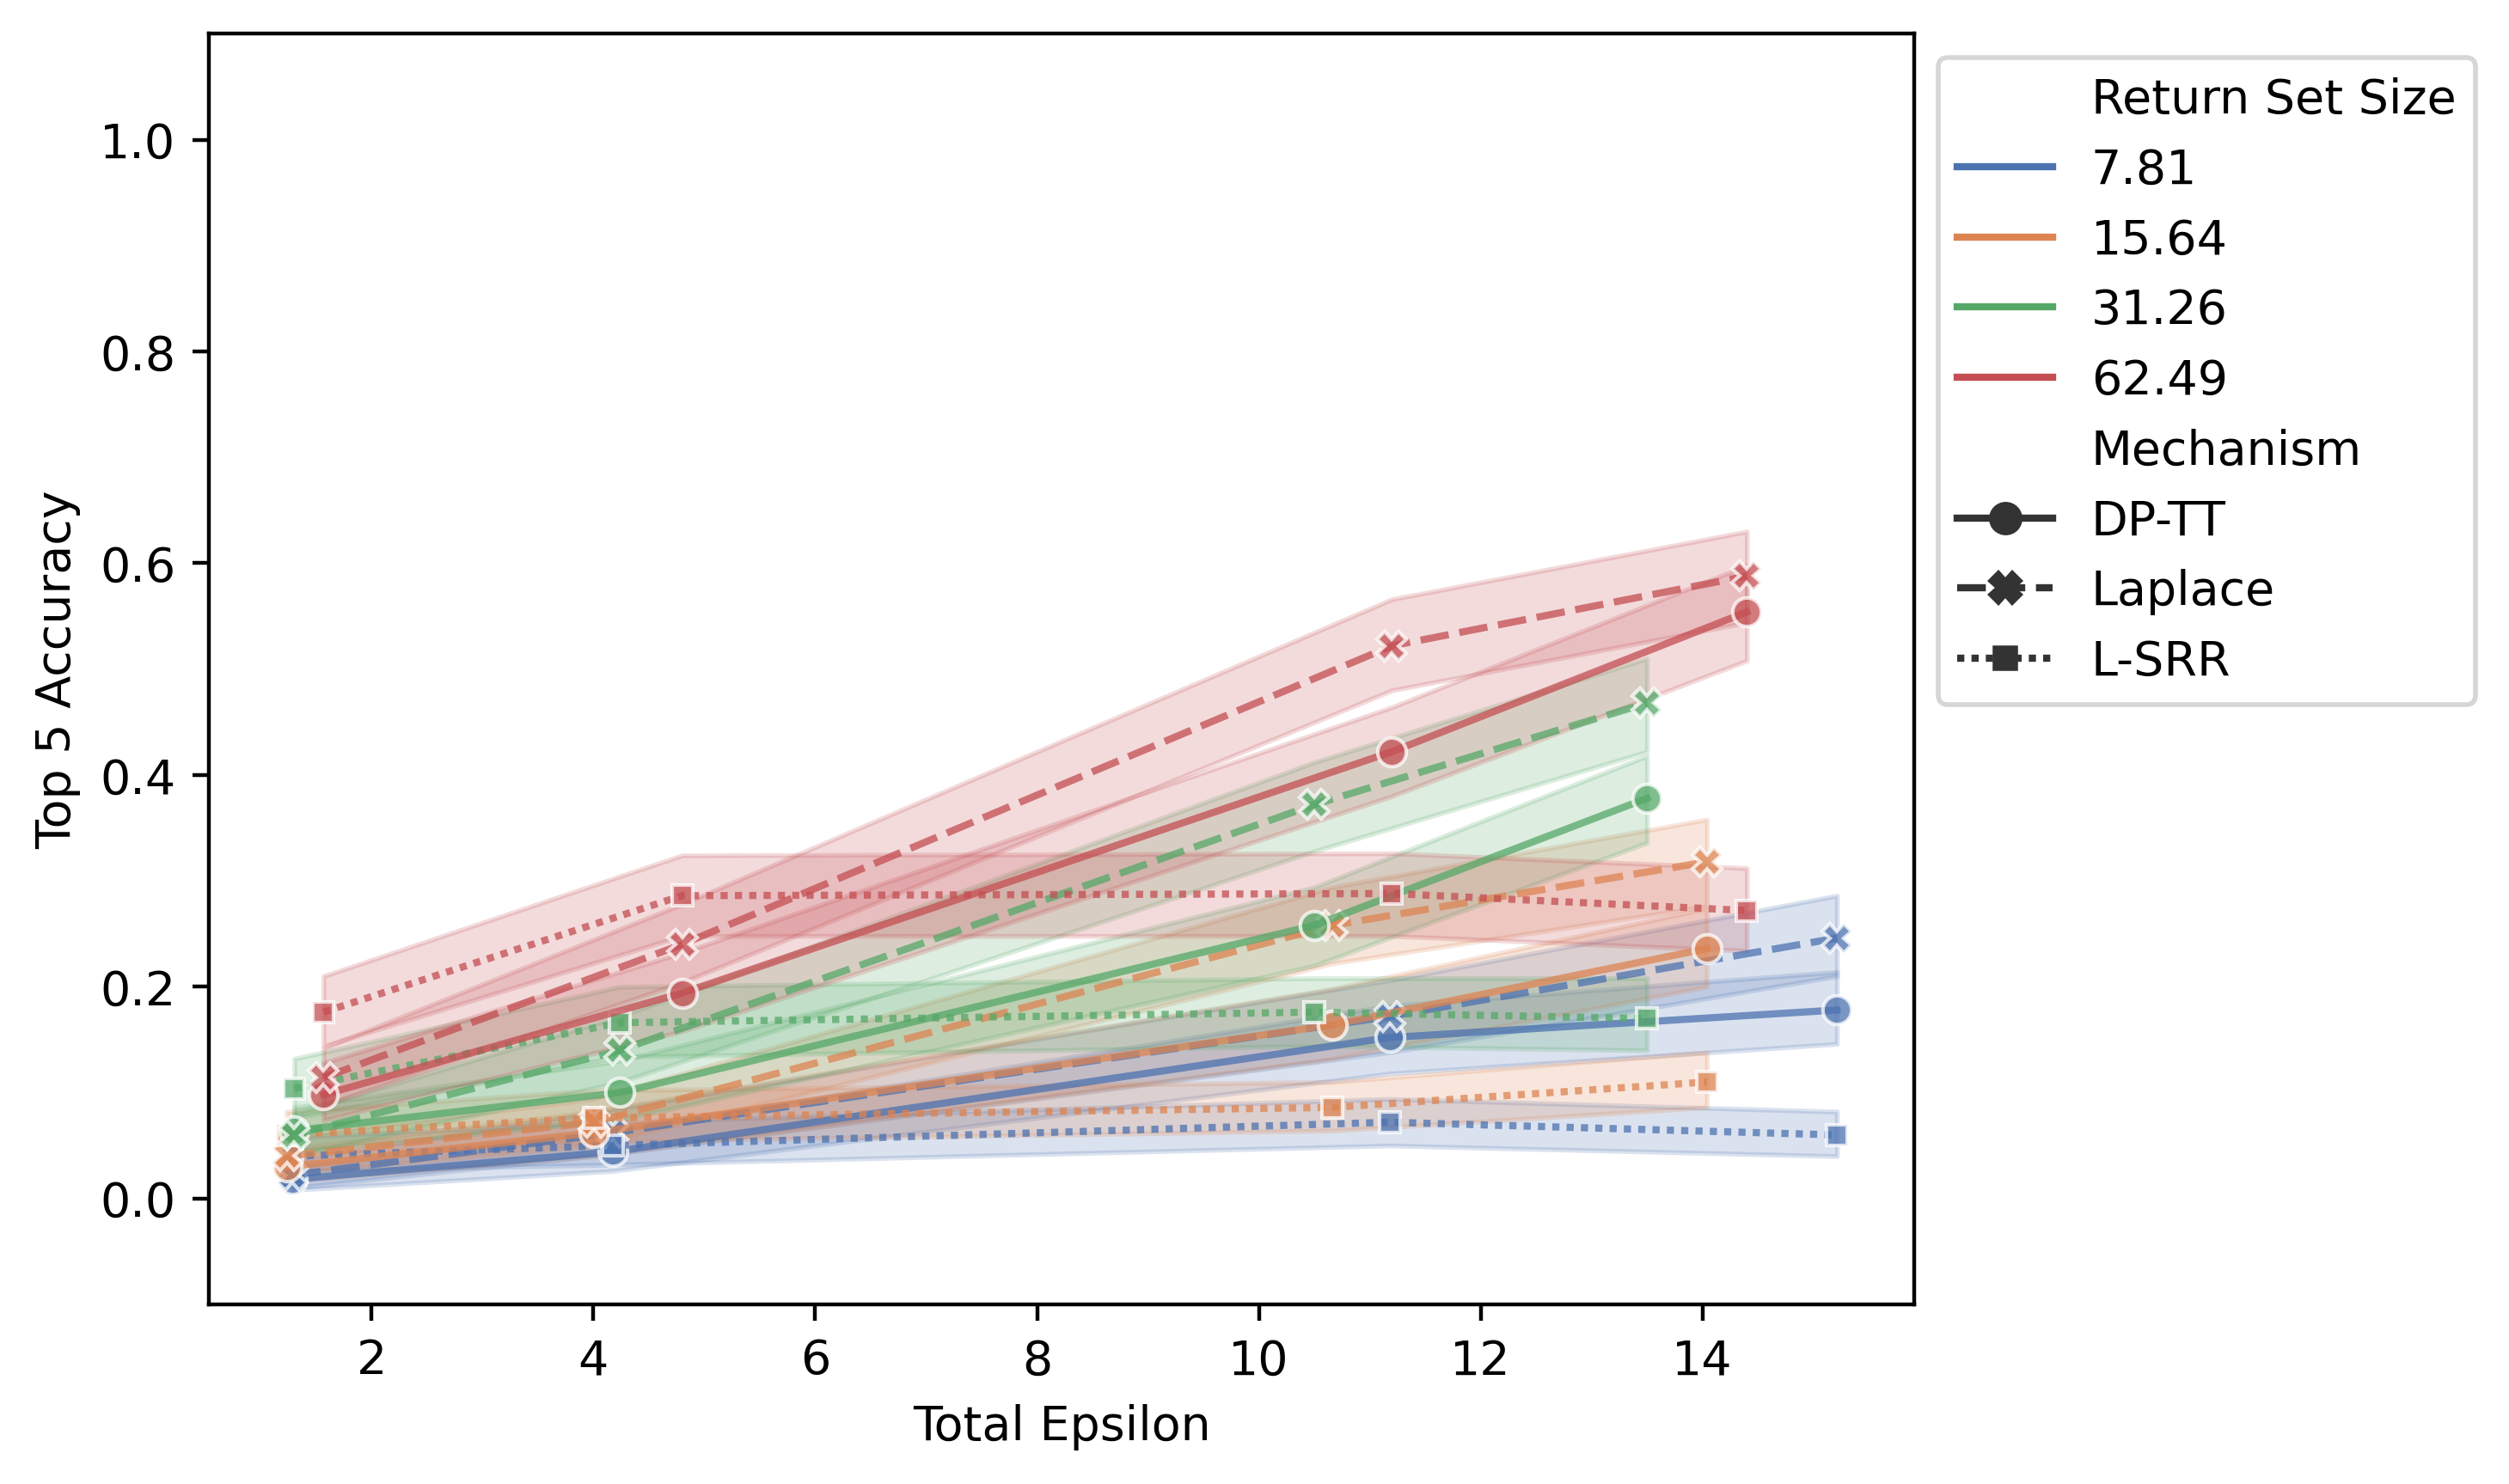 1.0
0.8
0.6
0.4
0.2
0.0
Top 5 Accuracy
2 4 6 8 10 12 14
Total Epsilon
Return Set Size
7.81
15.64
31.26
62.49
Mechanism
DP-TT
Laplace
L-SRR